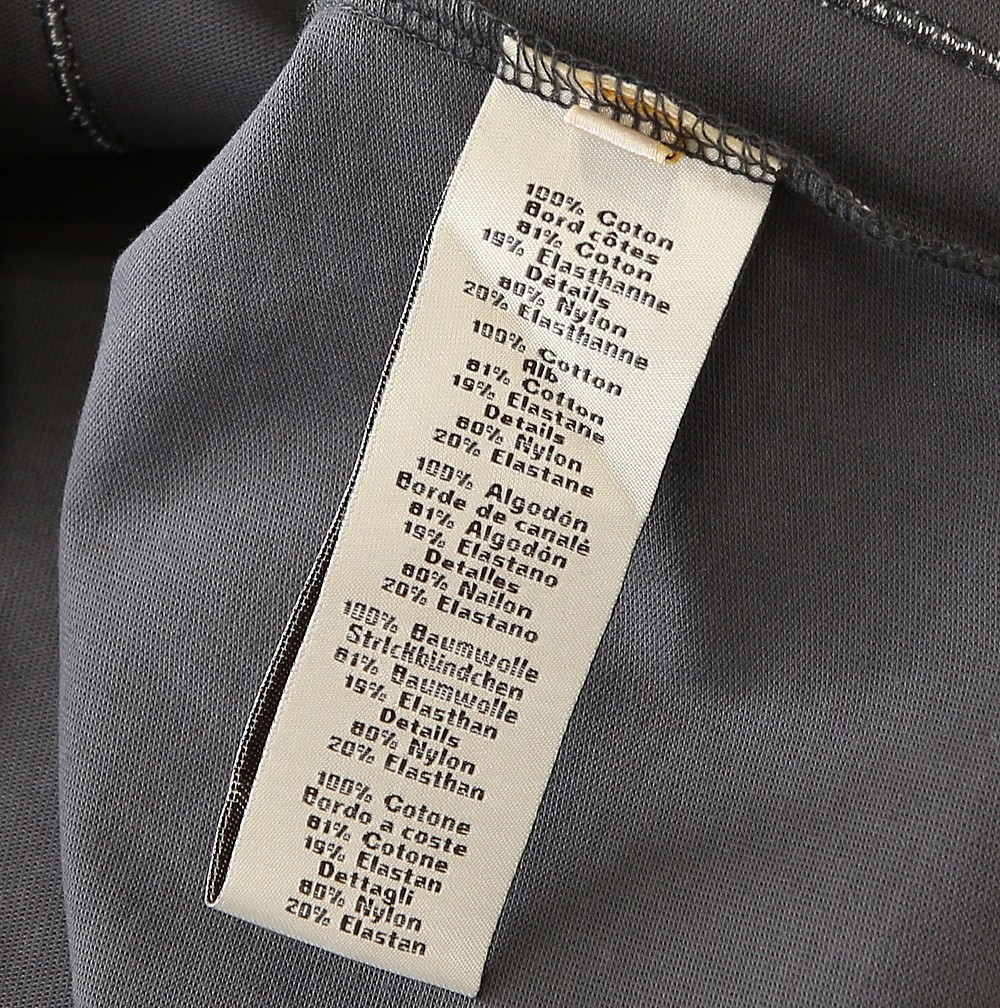 100% Coton
Bord côtes
81% Coton
19% Elasthanne
Détails
80% Nylon
20% Elasthanne
100% Cotton
Alb
81% Cotton
19% Elastane
Details
80% Nylon
20% Elastane
100% Algodón
Borde de canalé
81% Algodón
19% Elastano
Detalles
80% Nailon
20% Elastano
100% Baumwolle
Strickbündchen
81% Baumwolle
19% Elasthan
Details
80% Nylon
20% Elasthan
100% Cotone
Bordo a coste
81% Cotone
19% Elastan
Dettagli
80% Nylon
20% Elastan